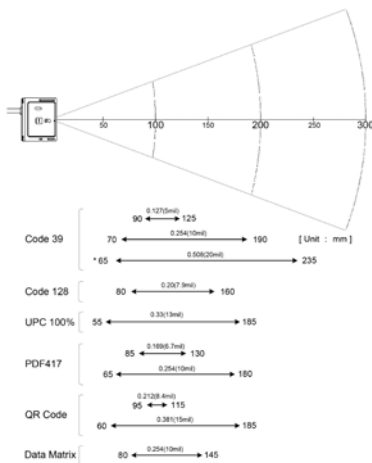 50 100 150 200 250 300
0.127(5mil)
90 125
0.254(10mil)
Code 39 70 190 [ Unit : mm ]
0.508(20mil)
*65 235
0.20(7.9mil)
Code 128 80 160
0.33(13mil)
UPC 100% 55 185
0.169(6.7mil)
85 130
PDF417
0.254(10mil)
65 180
0.212(8.4mil)
95 115
QR Code
0.381(15mil)
60 185
0.254(10mil)
Data Matrix 80 145